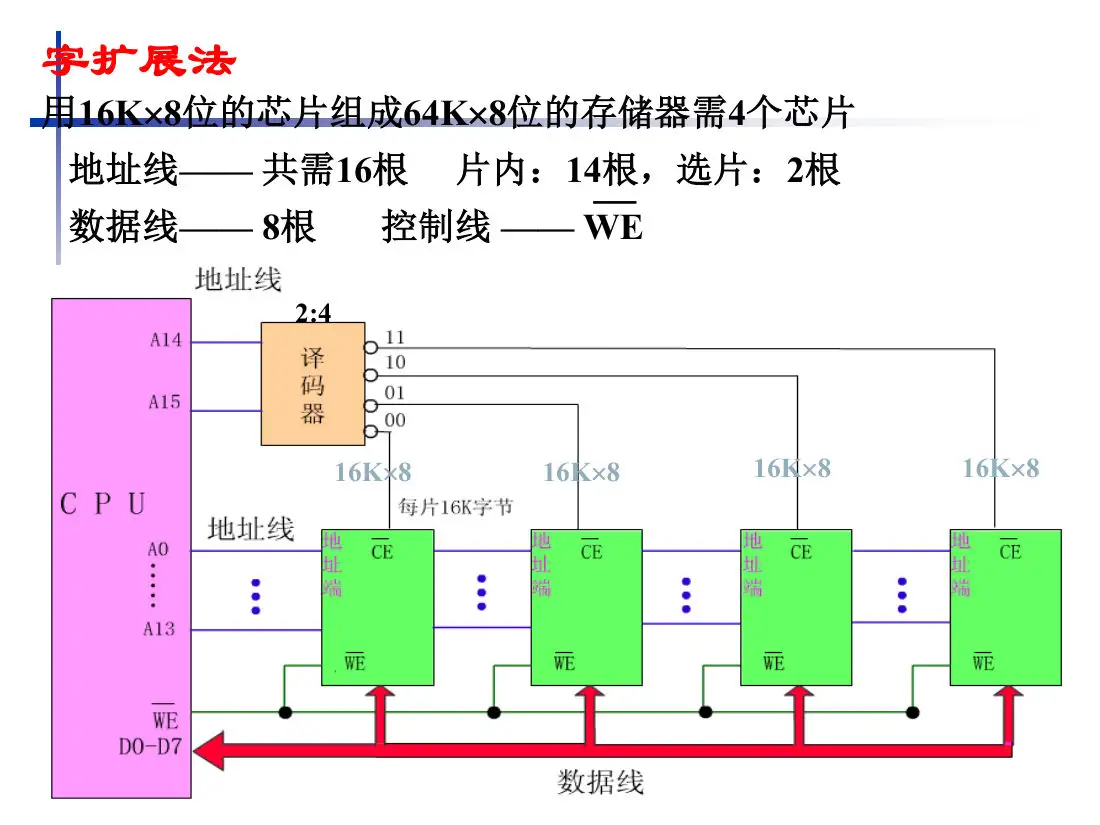 字扩展法
用16K×8位的芯片组成64K×8位的存储器需4个芯片
地址线—— 共需16根 片内：14根，选片：2根
数据线—— 8根 控制线 —— WE
地址线
2:4
A14
译码器
11
10
A15
01
00
16K×8 16K×8 16K×8 16K×8
CPU
每片16K字节
地址线
A0
地址端 CE 地址端 CE 地址端 CE 地址端 CE
A13
WE WE WE WE
WE
D0-D7
数据线